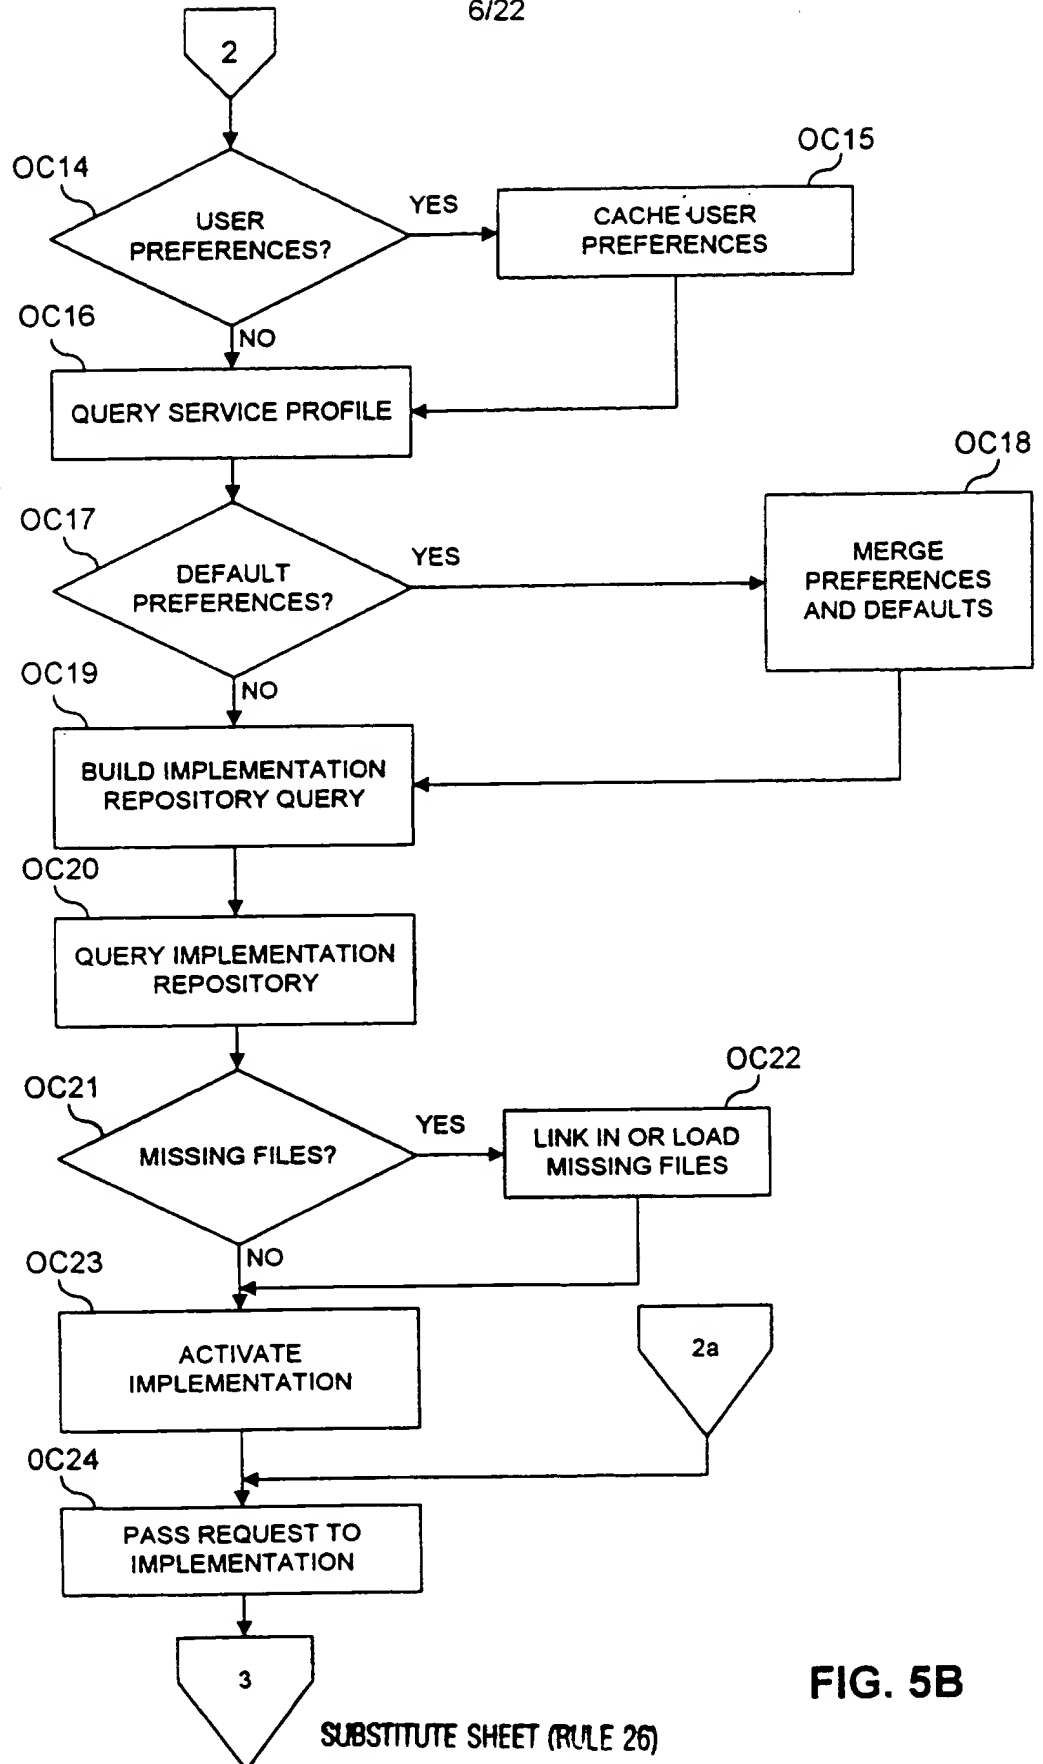 6/22
2
OC14
USER
PREFERENCES?
YES
OC15
CACHE USER
PREFERENCES
NO
OC16
QUERY SERVICE PROFILE
OC17
DEFAULT
PREFERENCES?
YES
OC18
MERGE
PREFERENCES
AND DEFAULTS
NO
OC19
BUILD IMPLEMENTATION
REPOSITORY QUERY
OC20
QUERY IMPLEMENTATION
REPOSITORY
OC21
MISSING FILES?
YES
OC22
LINK IN OR LOAD
MISSING FILES
NO
OC23
ACTIVATE
IMPLEMENTATION
2a
0C24
PASS REQUEST TO
IMPLEMENTATION
3
FIG. 5B
SUBSTITUTE SHEET (RULE 26)